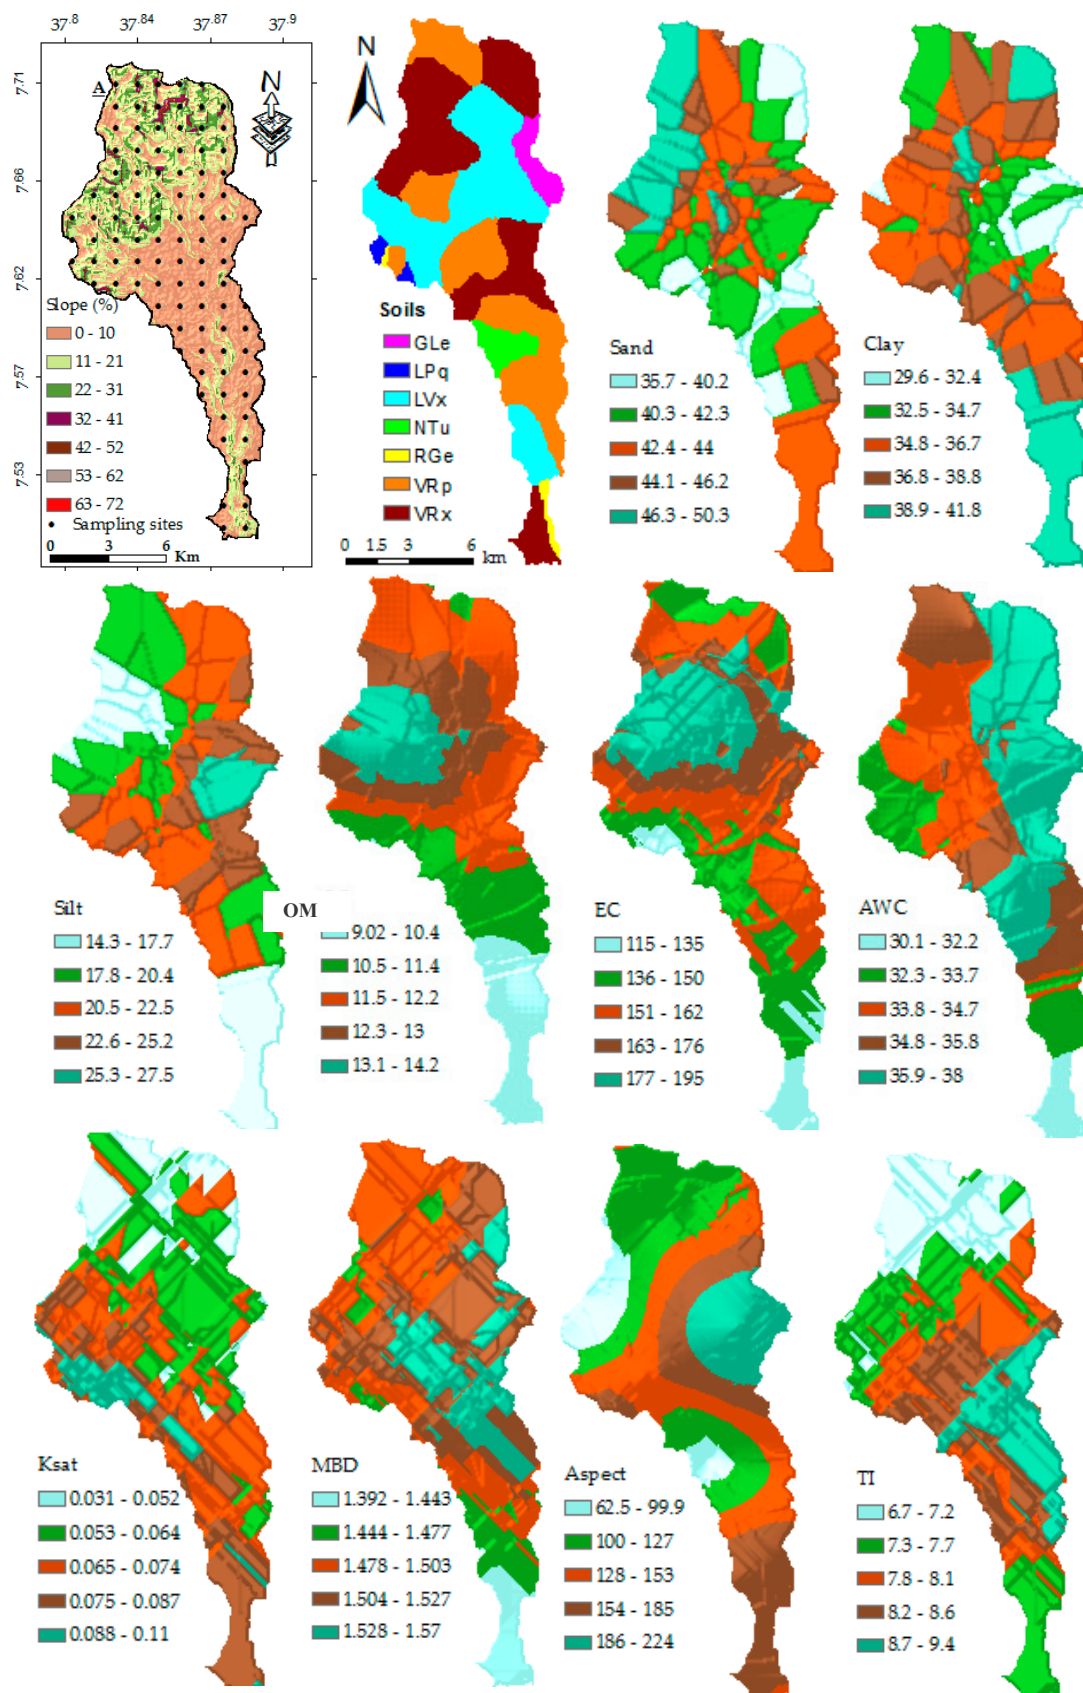 37.8 37.84 37.87 37.9
7.71
7.66
7.62
7.57
7.53
A
N
Slope (%)
0 - 10
11 - 21
22 - 31
32 - 41
42 - 52
53 - 62
63 - 72
Sampling sites
0 3 6
Km
N
Soils
GLe
LPq
LVx
NTu
RGe
VRp
VRx
0 1.5 3 6
km
Sand
35.7 - 40.2
40.3 - 42.3
42.4 - 44
44.1 - 46.2
46.3 - 50.3
Clay
29.6 - 32.4
32.5 - 34.7
34.8 - 36.7
36.8 - 38.8
38.9 - 41.8
Silt
14.3 - 17.7
17.8 - 20.4
20.5 - 22.5
22.6 - 25.2
25.3 - 27.5
OM
9.02 - 10.4
10.5 - 11.4
11.5 - 12.2
12.3 - 13
13.1 - 14.2
EC
115 - 135
136 - 150
151 - 162
163 - 176
177 - 195
AWC
30.1 - 32.2
32.3 - 33.7
33.8 - 34.7
34.8 - 35.8
35.9 - 38
Ksat
0.031 - 0.052
0.053 - 0.064
0.065 - 0.074
0.075 - 0.087
0.088 - 0.11
MBD
1.392 - 1.443
1.444 - 1.477
1.478 - 1.503
1.504 - 1.527
1.528 - 1.57
Aspect
62.5 - 99.9
100 - 127
128 - 153
154 - 185
186 - 224
TI
6.7 - 7.2
7.3 - 7.7
7.8 - 8.1
8.2 - 8.6
8.7 - 9.4